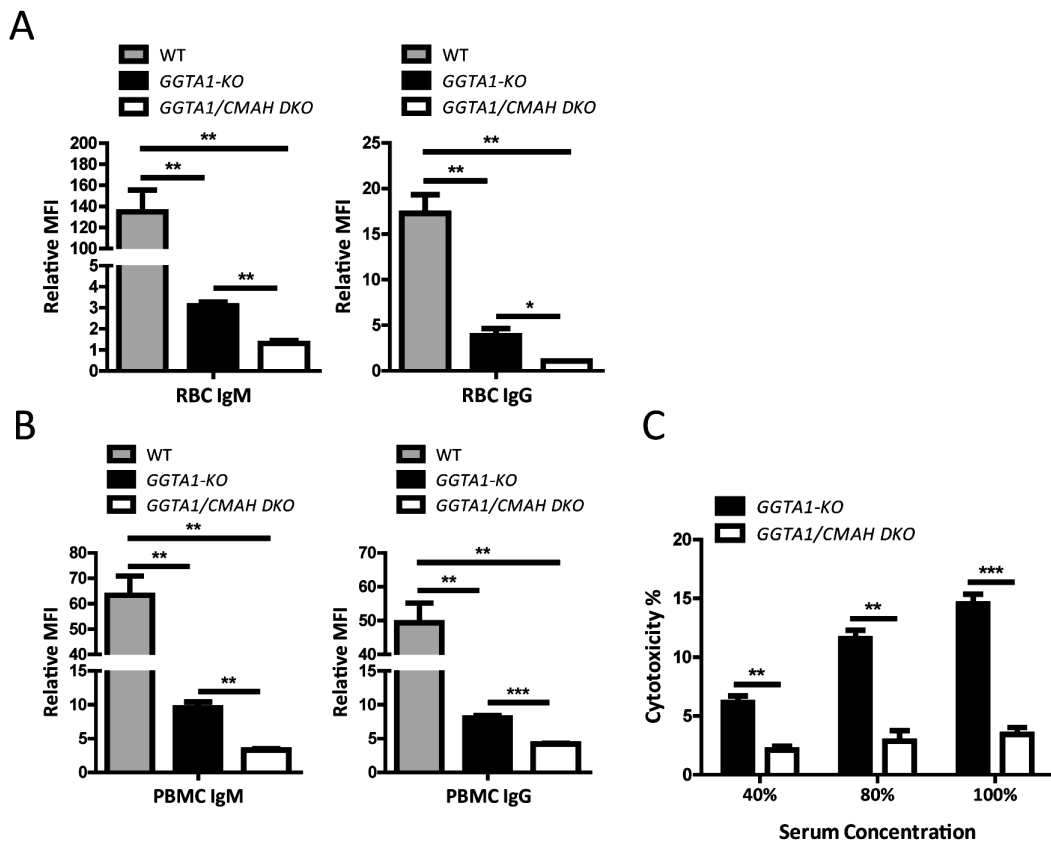 A
WT
GGTA1-KO
GGTA1/CMAH DKO
Relative MFI
200
180
160
140
120
100
5
4
3
2
1
0
**
**
**
RBC IgM
WT
GGTA1-KO
GGTA1/CMAH DKO
Relative MFI
25
20
15
10
5
0
**
**
*
RBC IgG
B
WT
GGTA1-KO
GGTA1/CMAH DKO
Relative MFI
80
70
60
50
40
15
10
5
0
**
**
**
PBMC IgM
WT
GGTA1-KO
GGTA1/CMAH DKO
Relative MFI
70
60
50
40
15
10
5
0
**
**
***
PBMC IgG
C
GGTA1-KO
GGTA1/CMAH DKO
Cytotoxicity %
20
15
10
5
0
**
**
***
40% 80% 100%
Serum Concentration